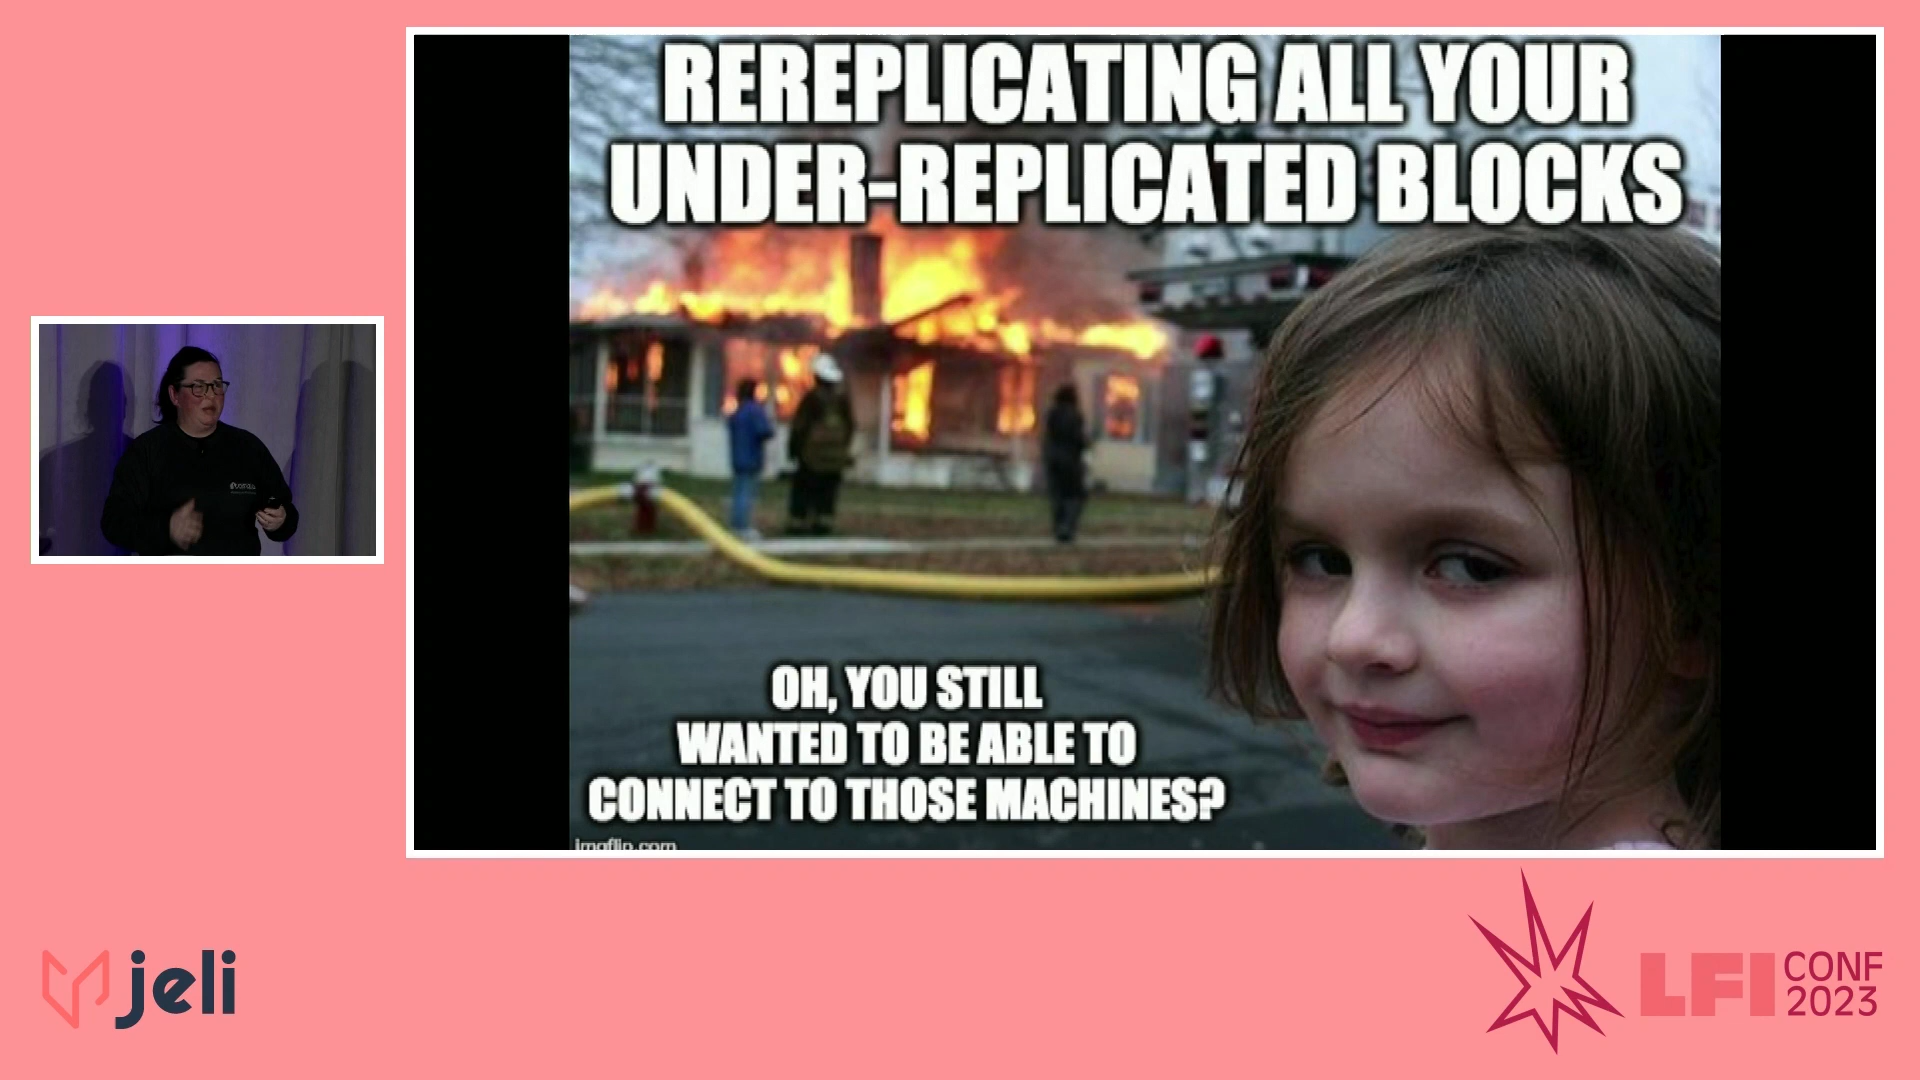 REREPLICATING ALL YOUR
UNDER-REPLICATED BLOCKS
OH, YOU STILL
WANTED TO BE ABLE TO
CONNECT TO THOSE MACHINES?
imgflip.com
jeli
LFI CONF
2023